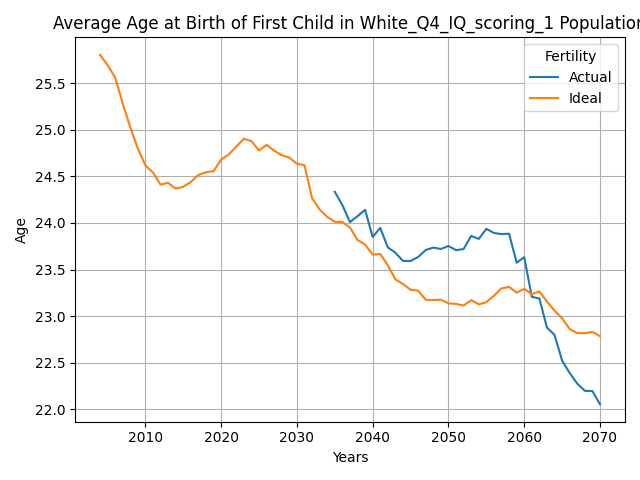 Average Age at Birth of First Child in White_Q4_IQ_scoring_1 Population
Fertility
Actual
Ideal
25.5
25.0
24.5
24.0
23.5
23.0
22.5
22.0
Age
2010 2020 2030 2040 2050 2060 2070
Years